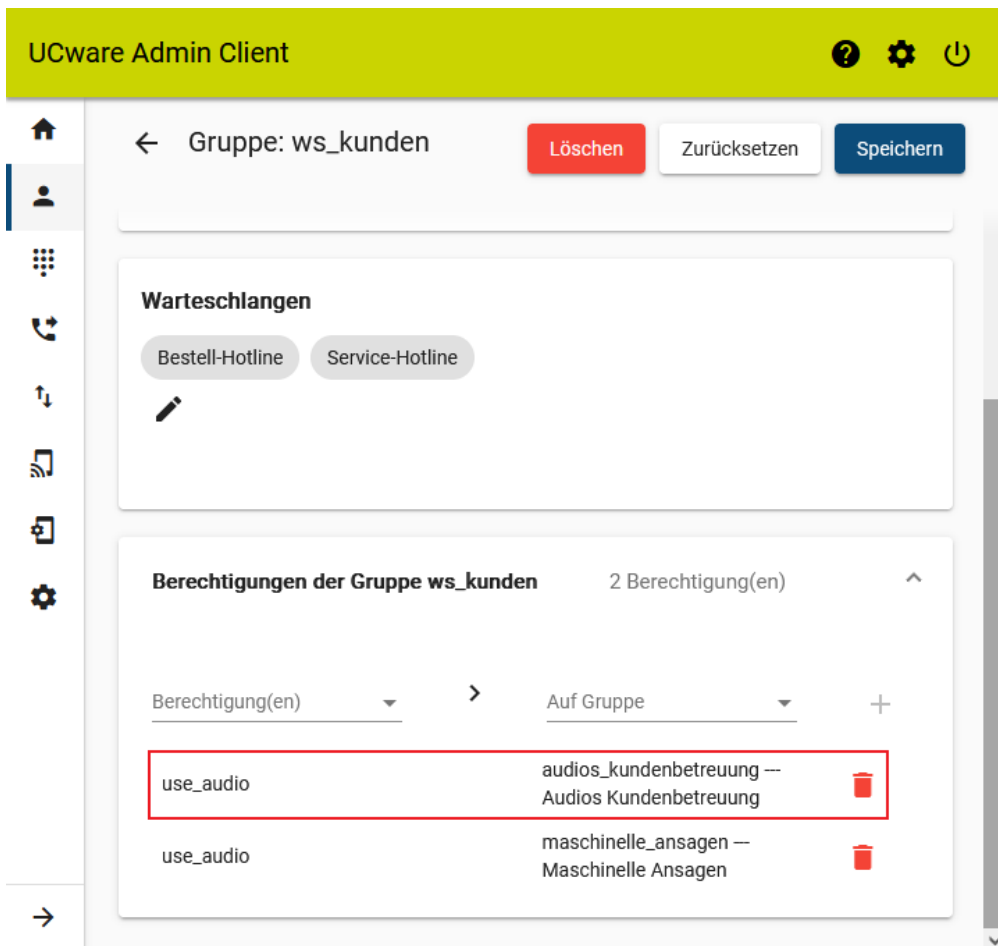 UCware Admin Client
Gruppe: ws_kunden
Löschen
Zurücksetzen
Speichern
Warteschlangen
Bestell-Hotline
Service-Hotline
Berechtigungen der Gruppe ws_kunden
2 Berechtigung(en)
Berechtigung(en)
Auf Gruppe
use_audio
audios_kundenbetreuung ---
Audios Kundenbetreuung
use_audio
maschinelle_ansagen ---
Maschinelle Ansagen